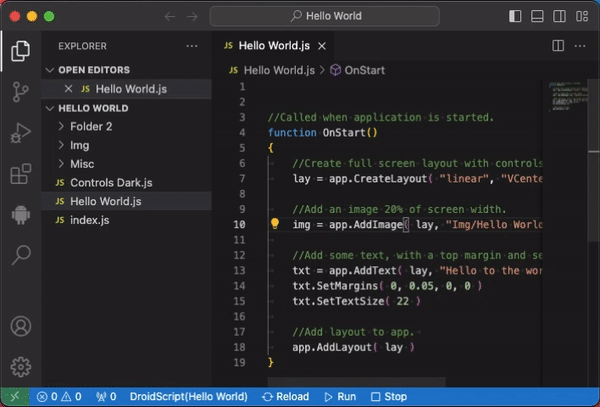 Hello World
EXPLORER
OPEN EDITORS
JS Hello World.js
HELLO WORLD
Folder 2
Img
Misc
JS Controls Dark.js
JS Hello World.js
JS index.js
JS Hello World.js
JS Hello World.js > OnStart
1
2
3 //Called when application is started.
4 function OnStart()
5 {
6 //Create full screen layout with controls
7 lay = app.CreateLayout( "linear", "VCente
8
9 //Add an image 20% of screen width.
10 img = app.AddImage( lay, "Img/Hello World
11
12 //Add some text, with a top margin and se
13 txt = app.AddText( lay, "Hello to the wor
14 txt.SetMargins( 0, 0.05, 0, 0 )
15 txt.SetTextSize( 22 )
16
17 //Add layout to app.
18 app.AddLayout( lay )
19 }
0 0 0 DroidScript(Hello World) Reload Run Stop